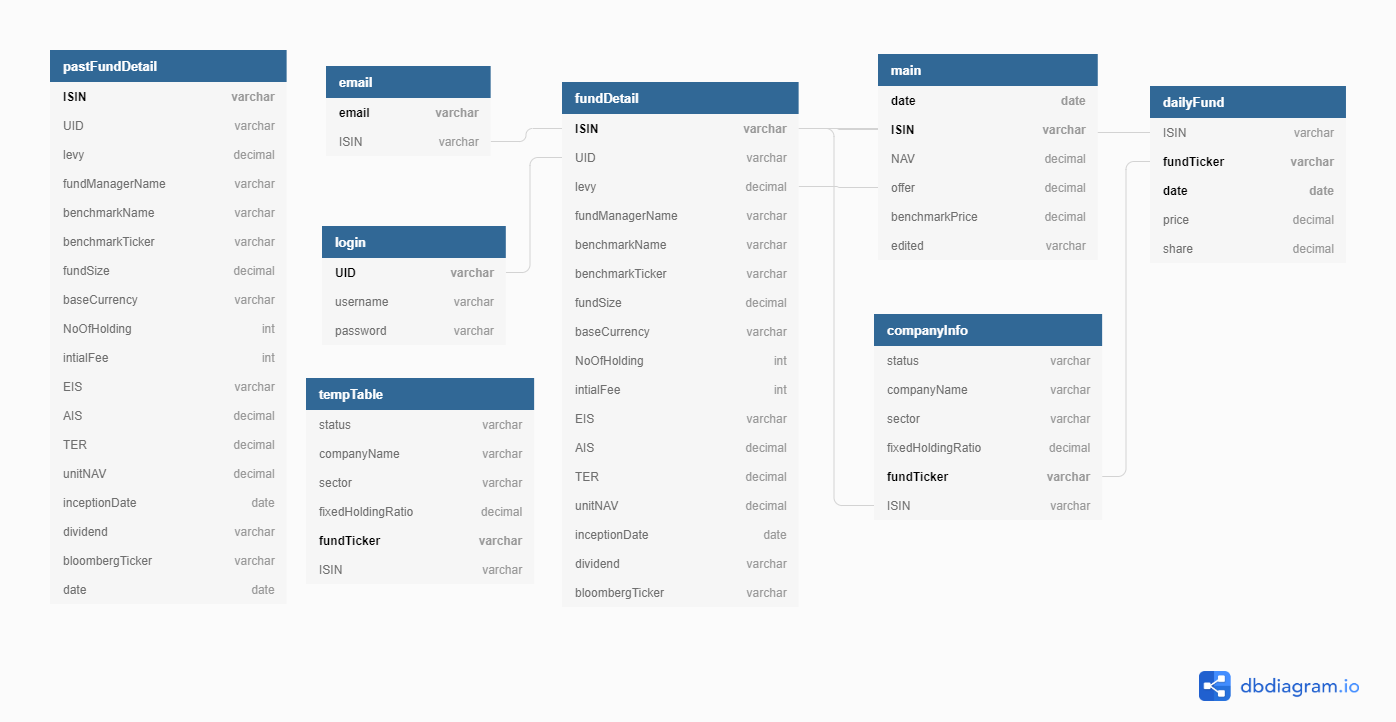 pastFundDetail
ISIN varchar
UID varchar
levy decimal
fundManagerName varchar
benchmarkName varchar
benchmarkTicker varchar
fundSize decimal
baseCurrency varchar
NoOfHolding int
intialFee int
EIS varchar
AIS decimal
TER decimal
unitNAV decimal
inceptionDate date
dividend varchar
bloombergTicker varchar
date date
email
email varchar
ISIN varchar
login
UID varchar
username varchar
password varchar
tempTable
status varchar
companyName varchar
sector varchar
fixedHoldingRatio decimal
fundTicker varchar
ISIN varchar
fundDetail
ISIN varchar
UID varchar
levy decimal
fundManagerName varchar
benchmarkName varchar
benchmarkTicker varchar
fundSize decimal
baseCurrency varchar
NoOfHolding int
intialFee int
EIS varchar
AIS decimal
TER decimal
unitNAV decimal
inceptionDate date
dividend varchar
bloombergTicker varchar
main
date date
ISIN varchar
NAV decimal
offer decimal
benchmarkPrice decimal
edited varchar
companyInfo
status varchar
companyName varchar
sector varchar
fixedHoldingRatio decimal
fundTicker varchar
ISIN varchar
dailyFund
ISIN varchar
fundTicker varchar
date date
price decimal
share decimal
dbdiagram.io